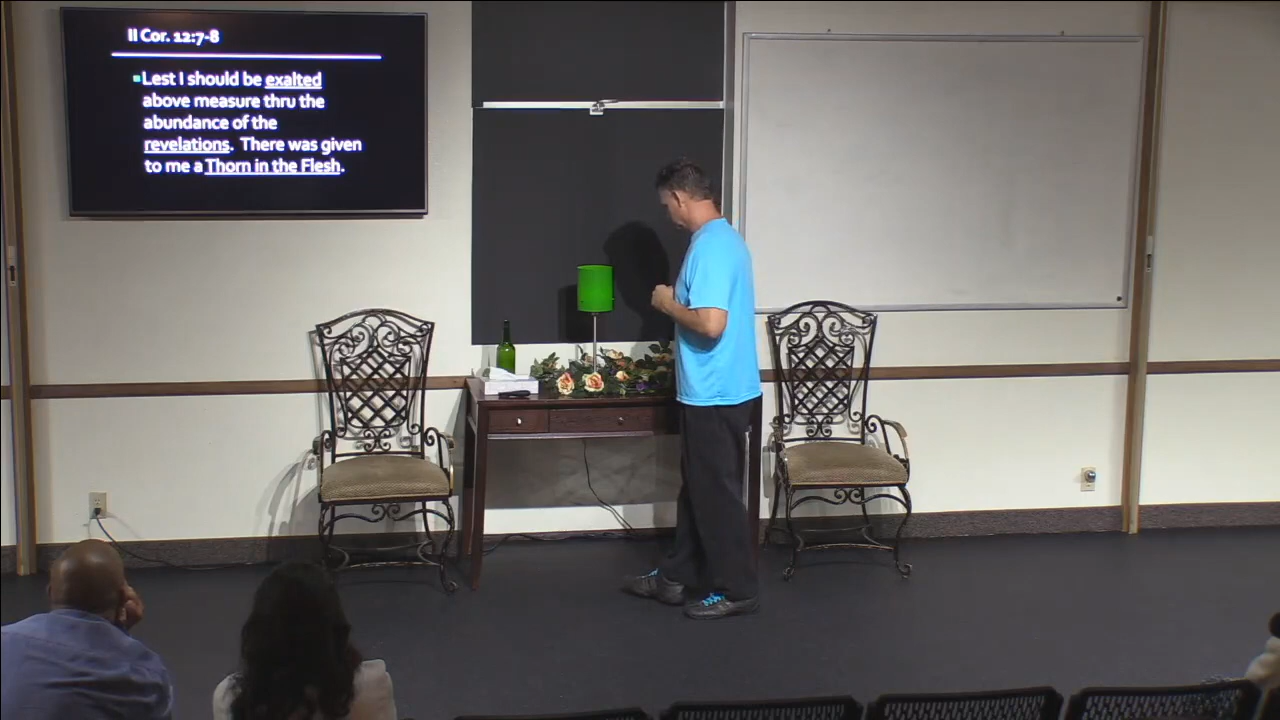 II Cor. 12:7-8
Lest I should be exalted
above measure thru the
abundance of the
revelations. There was given
to me a Thorn in the Flesh.